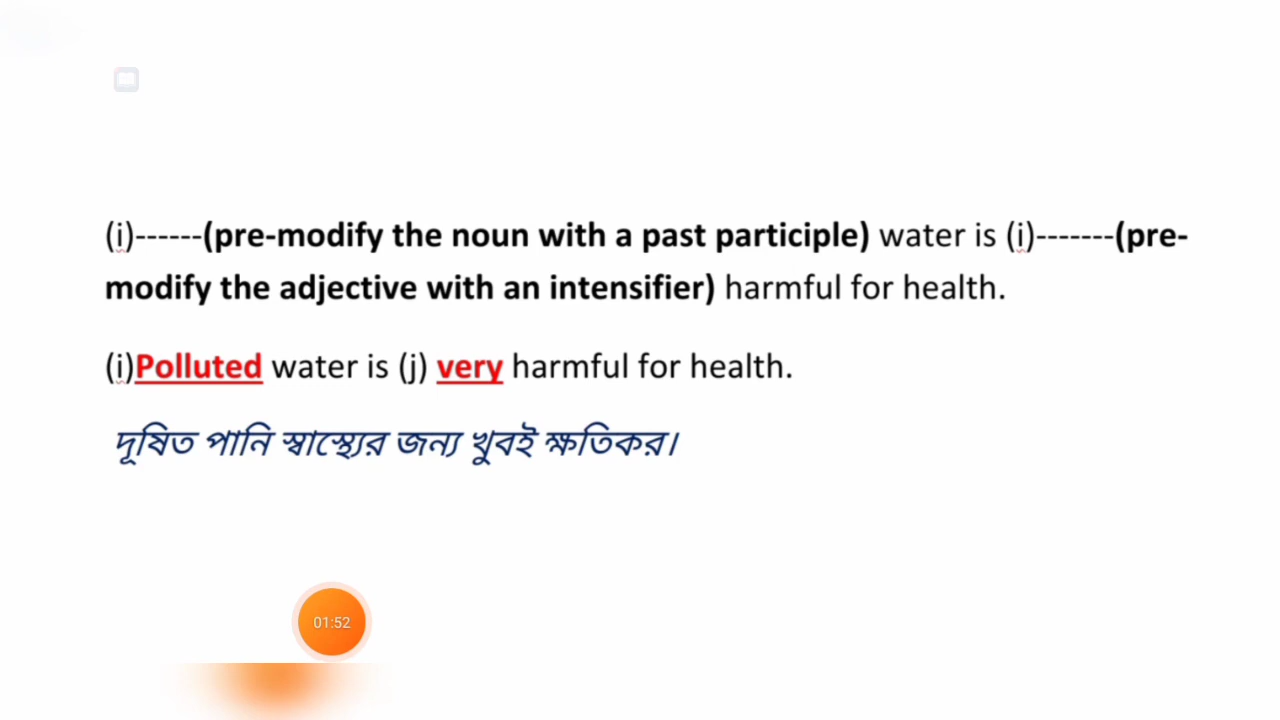 (i)------(pre-modify the noun with a past participle) water is (i)-------(pre-
modify the adjective with an intensifier) harmful for health.
(i)Polluted water is (j) very harmful for health.
দূষিত পানি স্বাস্থ্যের জন্য খুবই ক্ষতিকর।
01:52